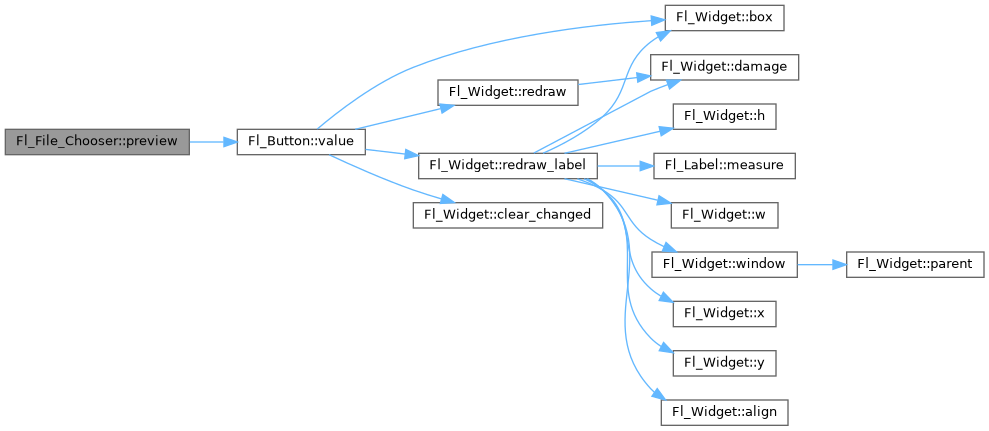 Fl_File_Chooser::preview
Fl_Button::value
Fl_Widget::redraw
Fl_Widget::redraw_label
Fl_Widget::clear_changed
Fl_Widget::box
Fl_Widget::damage
Fl_Widget::h
Fl_Label::measure
Fl_Widget::w
Fl_Widget::window
Fl_Widget::parent
Fl_Widget::x
Fl_Widget::y
Fl_Widget::align